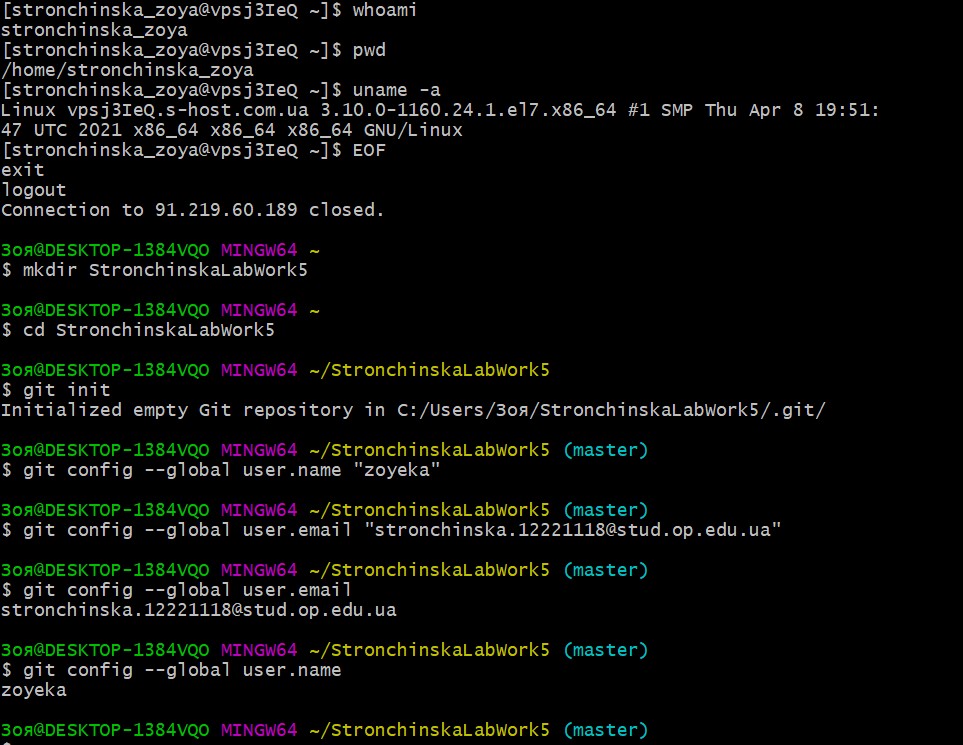 [stronchinska_zoya@vpsj3IeQ ~]$ whoami
stronchinska_zoya
[stronchinska_zoya@vpsj3IeQ ~]$ pwd
/home/stronchinska_zoya
[stronchinska_zoya@vpsj3IeQ ~]$ uname -a
Linux vpsj3IeQ.s-host.com.ua 3.10.0-1160.24.1.el7.x86_64 #1 SMP Thu Apr 8 19:51:
47 UTC 2021 x86_64 x86_64 x86_64 GNU/Linux
[stronchinska_zoya@vpsj3IeQ ~]$ EOF
exit
logout
Connection to 91.219.60.189 closed.
Зоя@DESKTOP-1384VQO MINGW64 ~
$ mkdir StronchinskaLabWork5
Зоя@DESKTOP-1384VQO MINGW64 ~
$ cd StronchinskaLabWork5
Зоя@DESKTOP-1384VQO MINGW64 ~/StronchinskaLabWork5
$ git init
Initialized empty Git repository in C:/Users/Зоя/StronchinskaLabWork5/.git/
Зоя@DESKTOP-1384VQO MINGW64 ~/StronchinskaLabWork5 (master)
$ git config --global user.name "zoyeka"
Зоя@DESKTOP-1384VQO MINGW64 ~/StronchinskaLabWork5 (master)
$ git config --global user.email "stronchinska.12221118@stud.op.edu.ua"
Зоя@DESKTOP-1384VQO MINGW64 ~/StronchinskaLabWork5 (master)
$ git config --global user.email
stronchinska.12221118@stud.op.edu.ua
Зоя@DESKTOP-1384VQO MINGW64 ~/StronchinskaLabWork5 (master)
$ git config --global user.name
zoyeka
Зоя@DESKTOP-1384VQO MINGW64 ~/StronchinskaLabWork5 (master)